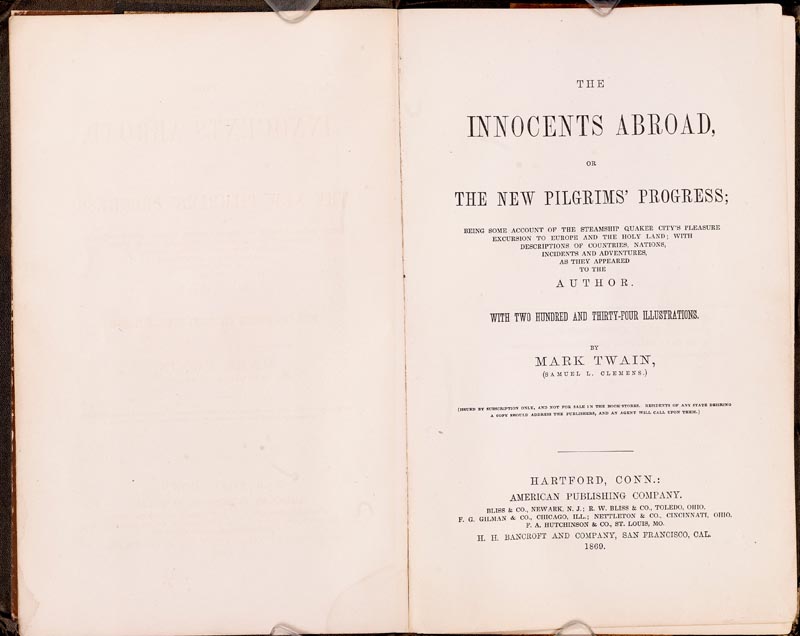 THE
INNOCENTS ABROAD,
OR
THE NEW PILGRIMS' PROGRESS;
BEING SOME ACCOUNT OF THE STEAMSHIP QUAKER CITY'S PLEASURE
EXCURSION TO EUROPE AND THE HOLY LAND; WITH
DESCRIPTIONS OF COUNTRIES, NATIONS,
INCIDENTS AND ADVENTURES,
AS THEY APPEARED
TO THE
AUTHOR.
WITH TWO HUNDRED AND THIRTY-FOUR ILLUSTRATIONS.
BY
MARK TWAIN,
(SAMUEL L. CLEMENS.)
[ISSUED BY SUBSCRIPTION ONLY, AND NOT FOR SALE IN THE BOOK-STORES. RESIDENTS OF ANY STATE DESIRING
A COPY SHOULD ADDRESS THE PUBLISHERS, AND AN AGENT WILL CALL UPON THEM.]
HARTFORD, CONN.:
AMERICAN PUBLISHING COMPANY.
BLISS & CO., NEWARK, N. J.; R. W. BLISS & CO., TOLEDO, OHIO.
F. G. GILMAN & CO., CHICAGO, ILL.; NETTLETON & CO., CINCINNATI, OHIO.
F. A. HUTCHINSON & CO., ST. LOUIS, MO.
H. H. BANCROFT AND COMPANY, SAN FRANCISCO, CAL.
1869.